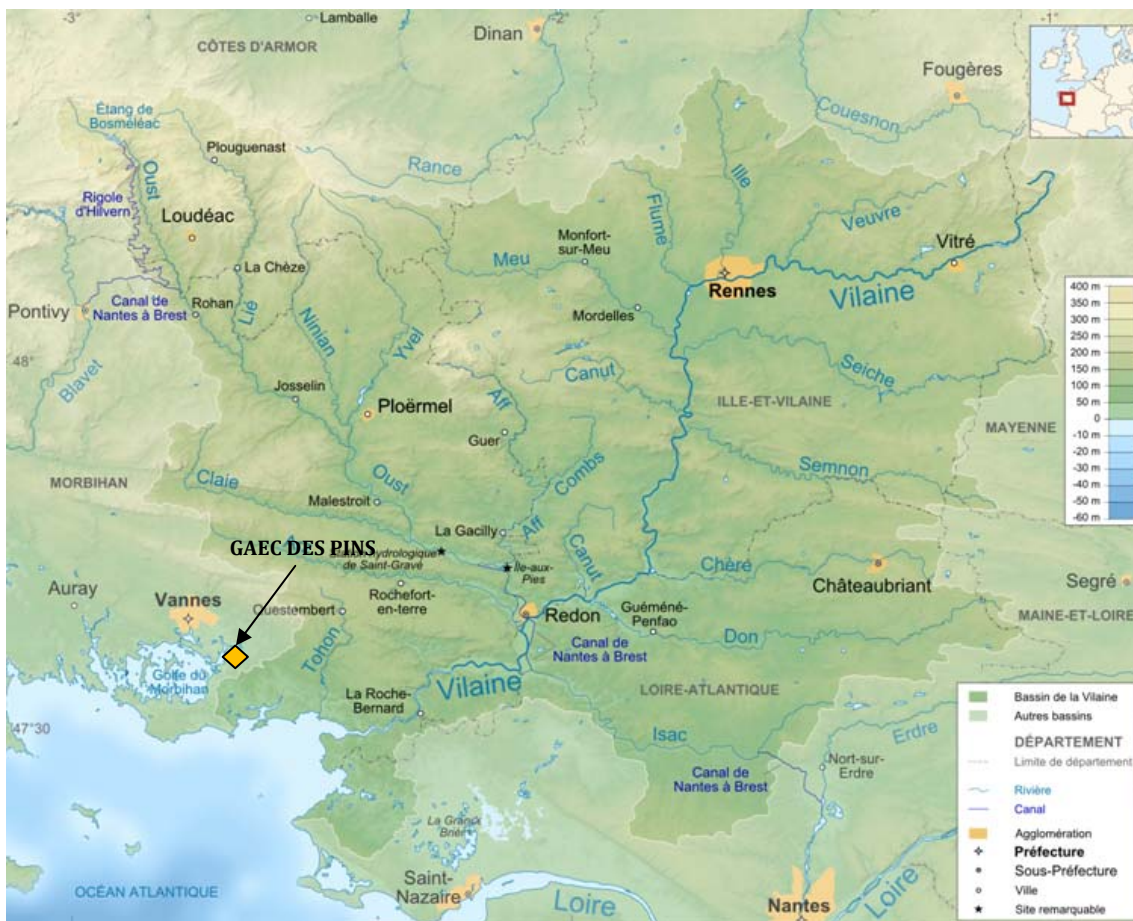 Lamballe
-2°
-1°
Dinan
CÔTES D'ARMOR
Fougères
Couesnon
Étang de
Bosméléac
Plouguenast
Rance
Ille
Flume
Oust
Rigole
d'Hilvern
Loudéac
Monfort-
sur-Meu
Veuvre
Vitré
Meu
La Chèze
Rennes
Vilaine
Canal de
Nantes à Brest
Rohan
Pontivy
Lié
Ninian
Yvel
Mordelles
400 m
350 m
300 m
250 m
200 m
150 m
100 m
50 m
0
-10 m
-20 m
-30 m
-40 m
-50 m
-60 m
48°
Blavet
Canut
Seiche
Josselin
Aff
Ploërmel
ILLE-ET-VILAINE
Guer
MAYENNE
Combs
Semnon
Claie
Oust
MORBIHAN
Malestroit
La Gacilly
Aff
GAEC DES PINS
Station hydrologique
de Saint-Gravé
Île-aux-
Pies
Canut
Chère
Châteaubriant
Segré
Auray
Vannes
Rochefort-
en-terre
Questembert
Redon
Guéméné-
Penfao
Don
MAINE-ET-LOIRE
Tohon
Canal de
Nantes à Brest
Golfe du
Morbihan
Vilaine
La Roche-
Bernard
LOIRE-ATLANTIQUE
47°30
Isac
Erdre
Nort-sur-
Erdre
Canal de
Nantes à Brest
La Grande
Brière
OCÉAN ATLANTIQUE
Saint-
Nazaire
Loire
Nantes
Loire
Bassin de la Vilaine
Autres bassins
DÉPARTEMENT
Limite de département
Rivière
Canal
Agglomération
Préfecture
Sous-Préfecture
Ville
Site remarquable